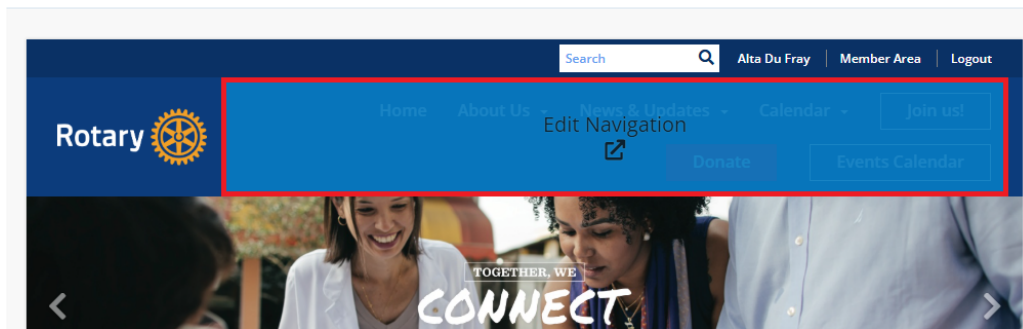 Search Alta Du Fray Member Area Logout
Rotary
Home About Us News & Updates Calendar Join us!
Edit Navigation
Donate Events Calendar
TOGETHER, WE
CONNECT